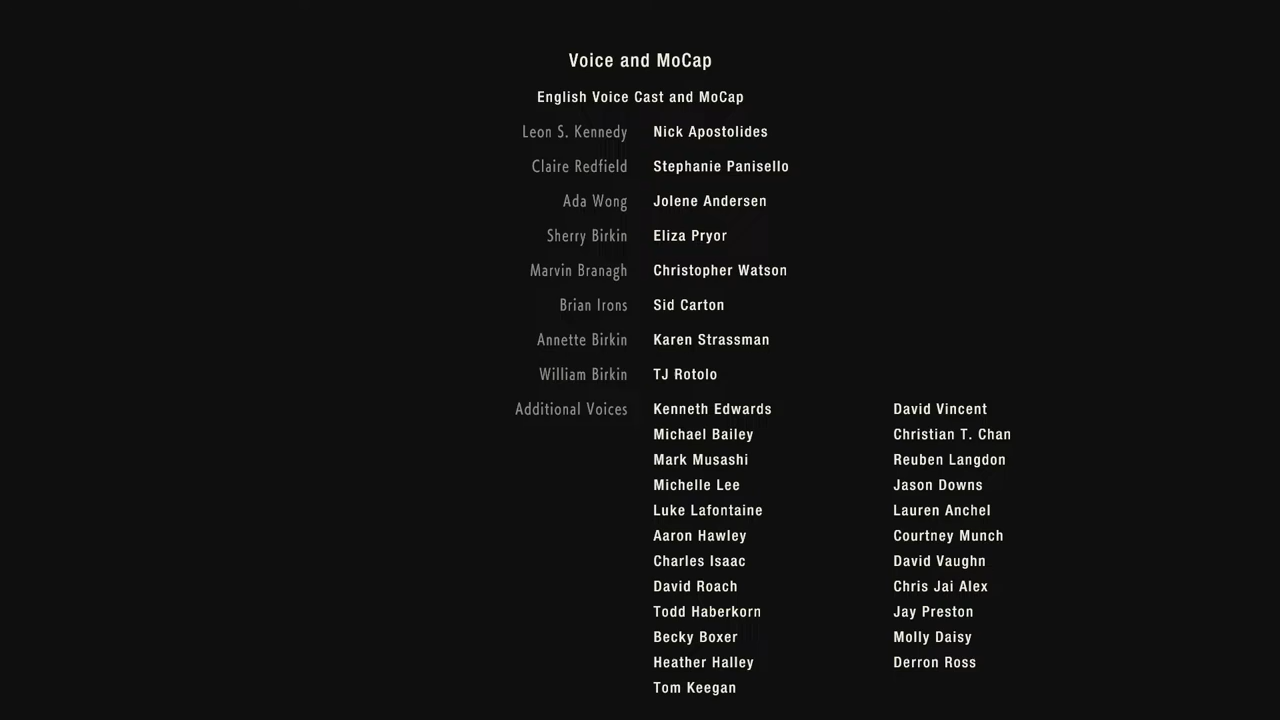 Voice and MoCap
English Voice Cast and MoCap
Leon S. Kennedy Nick Apostolides
Claire Redfield Stephanie Panisello
Ada Wong Jolene Andersen
Sherry Birkin Eliza Pryor
Marvin Branagh Christopher Watson
Brian Irons Sid Carton
Annette Birkin Karen Strassman
William Birkin TJ Rotolo
Additional Voices Kenneth Edwards David Vincent
Michael Bailey Christian T. Chan
Mark Musashi Reuben Langdon
Michelle Lee Jason Downs
Luke Lafontaine Lauren Anchel
Aaron Hawley Courtney Munch
Charles Isaac David Vaughn
David Roach Chris Jai Alex
Todd Haberkorn Jay Preston
Becky Boxer Molly Daisy
Heather Halley Derron Ross
Tom Keegan